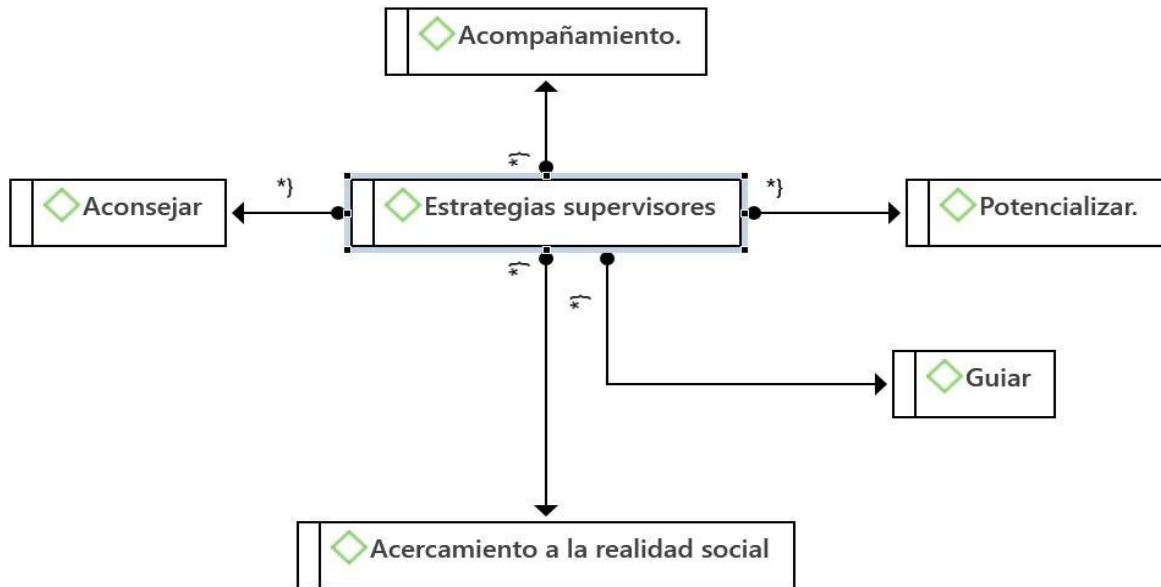 Acompañamiento.
*}
Aconsejar
*}
Estrategias supervisores
*}
Potencializar.
*}
*}
Guiar
Acercamiento a la realidad social